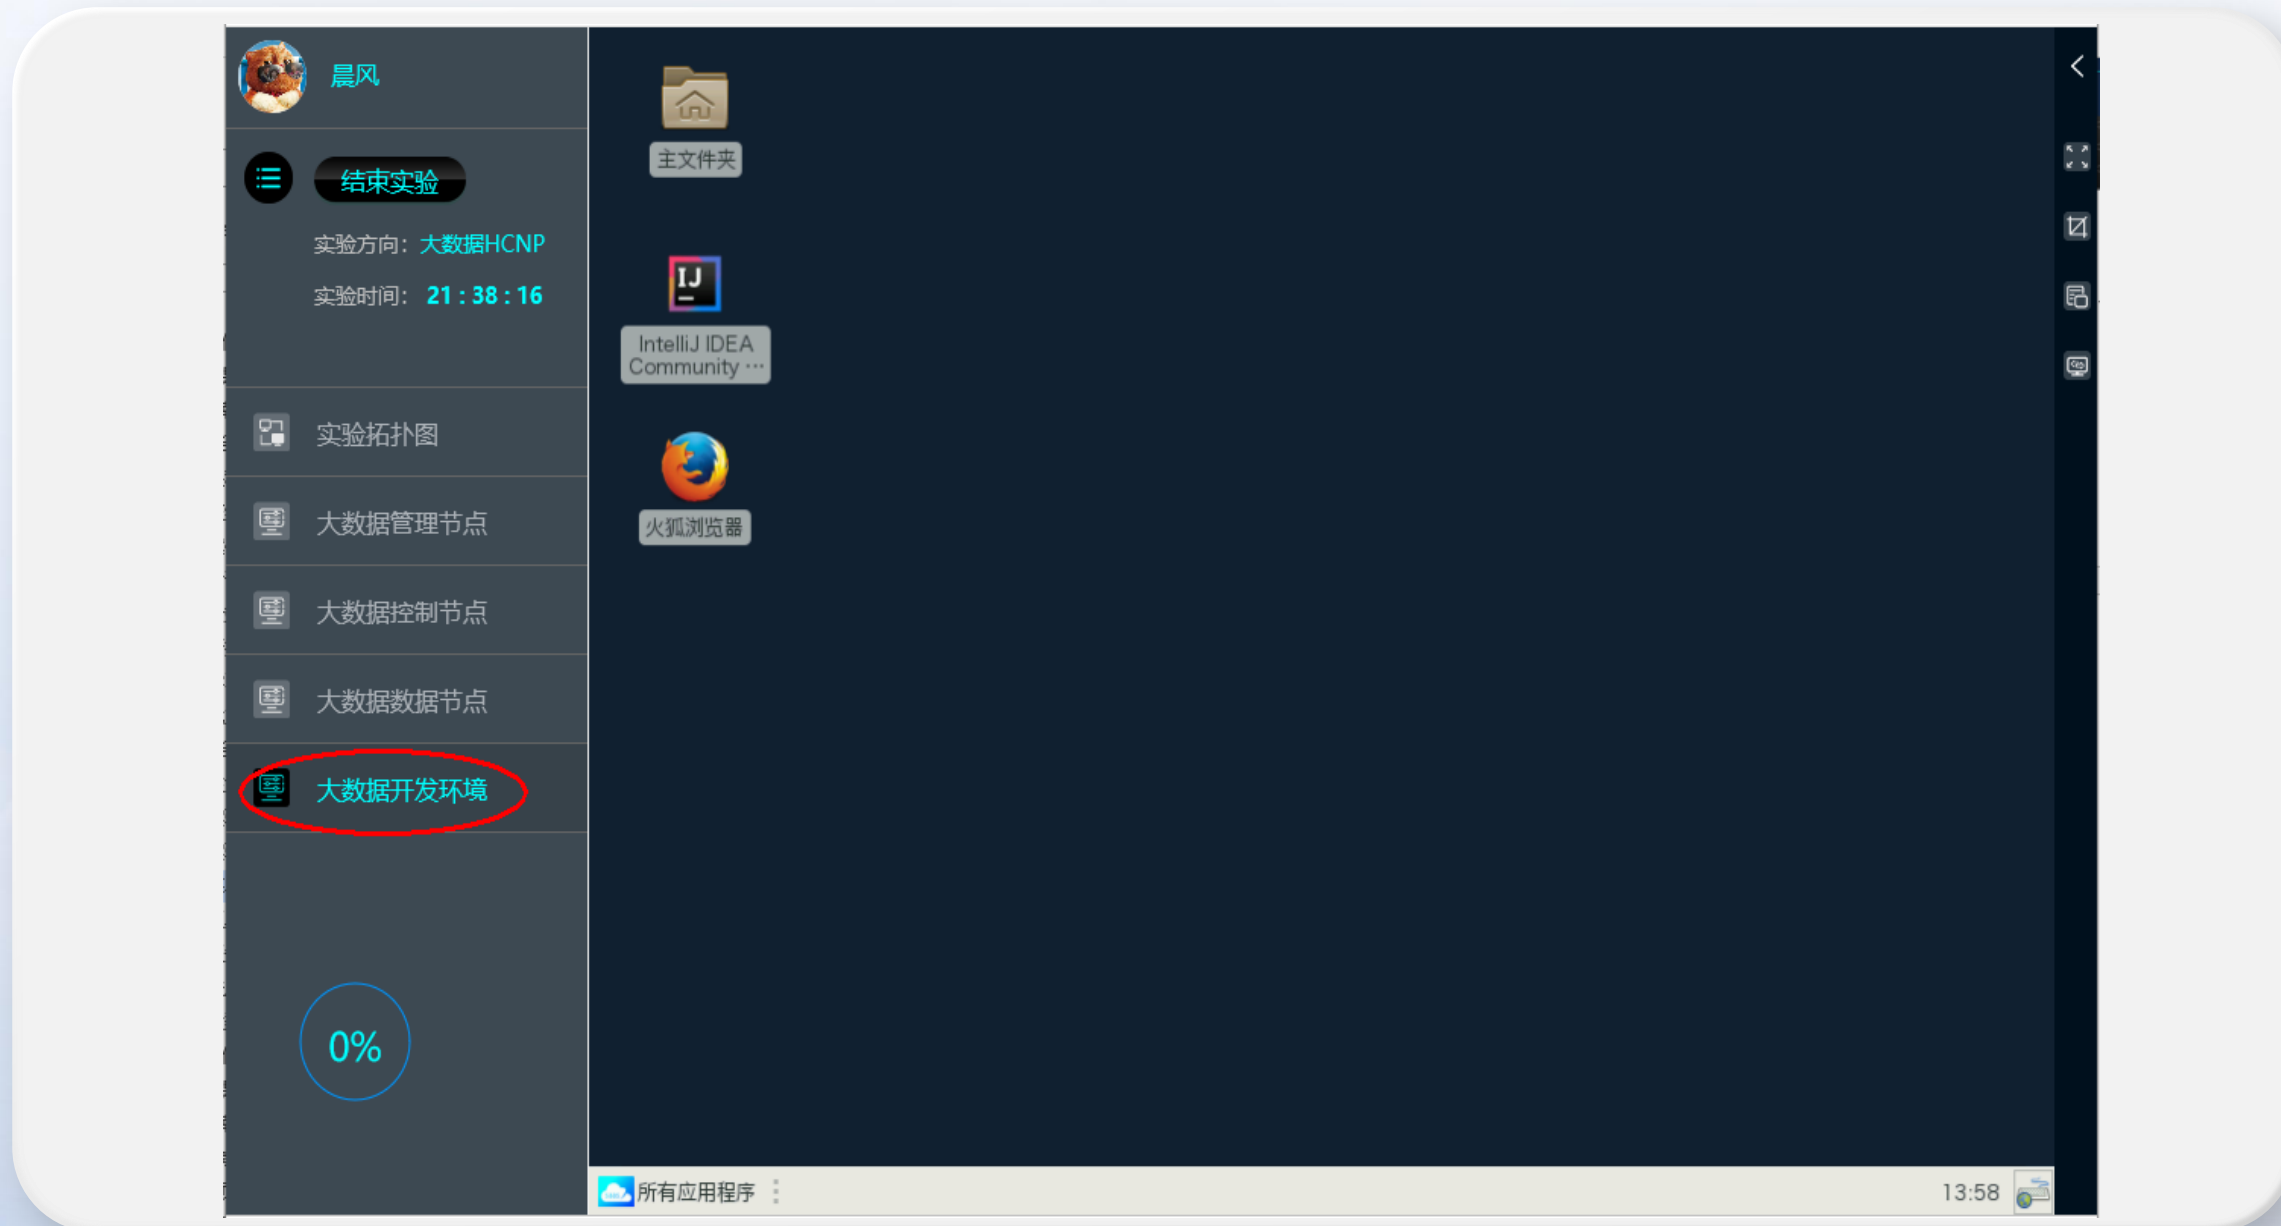 晨风
结束实验
实验方向：大数据HCNP
实验时间：21 : 38 : 16
实验拓扑图
大数据管理节点
大数据控制节点
大数据数据节点
大数据开发环境
0%
主文件夹
IJ
IntelliJ IDEA
Community ···
火狐浏览器
所有应用程序
13:58